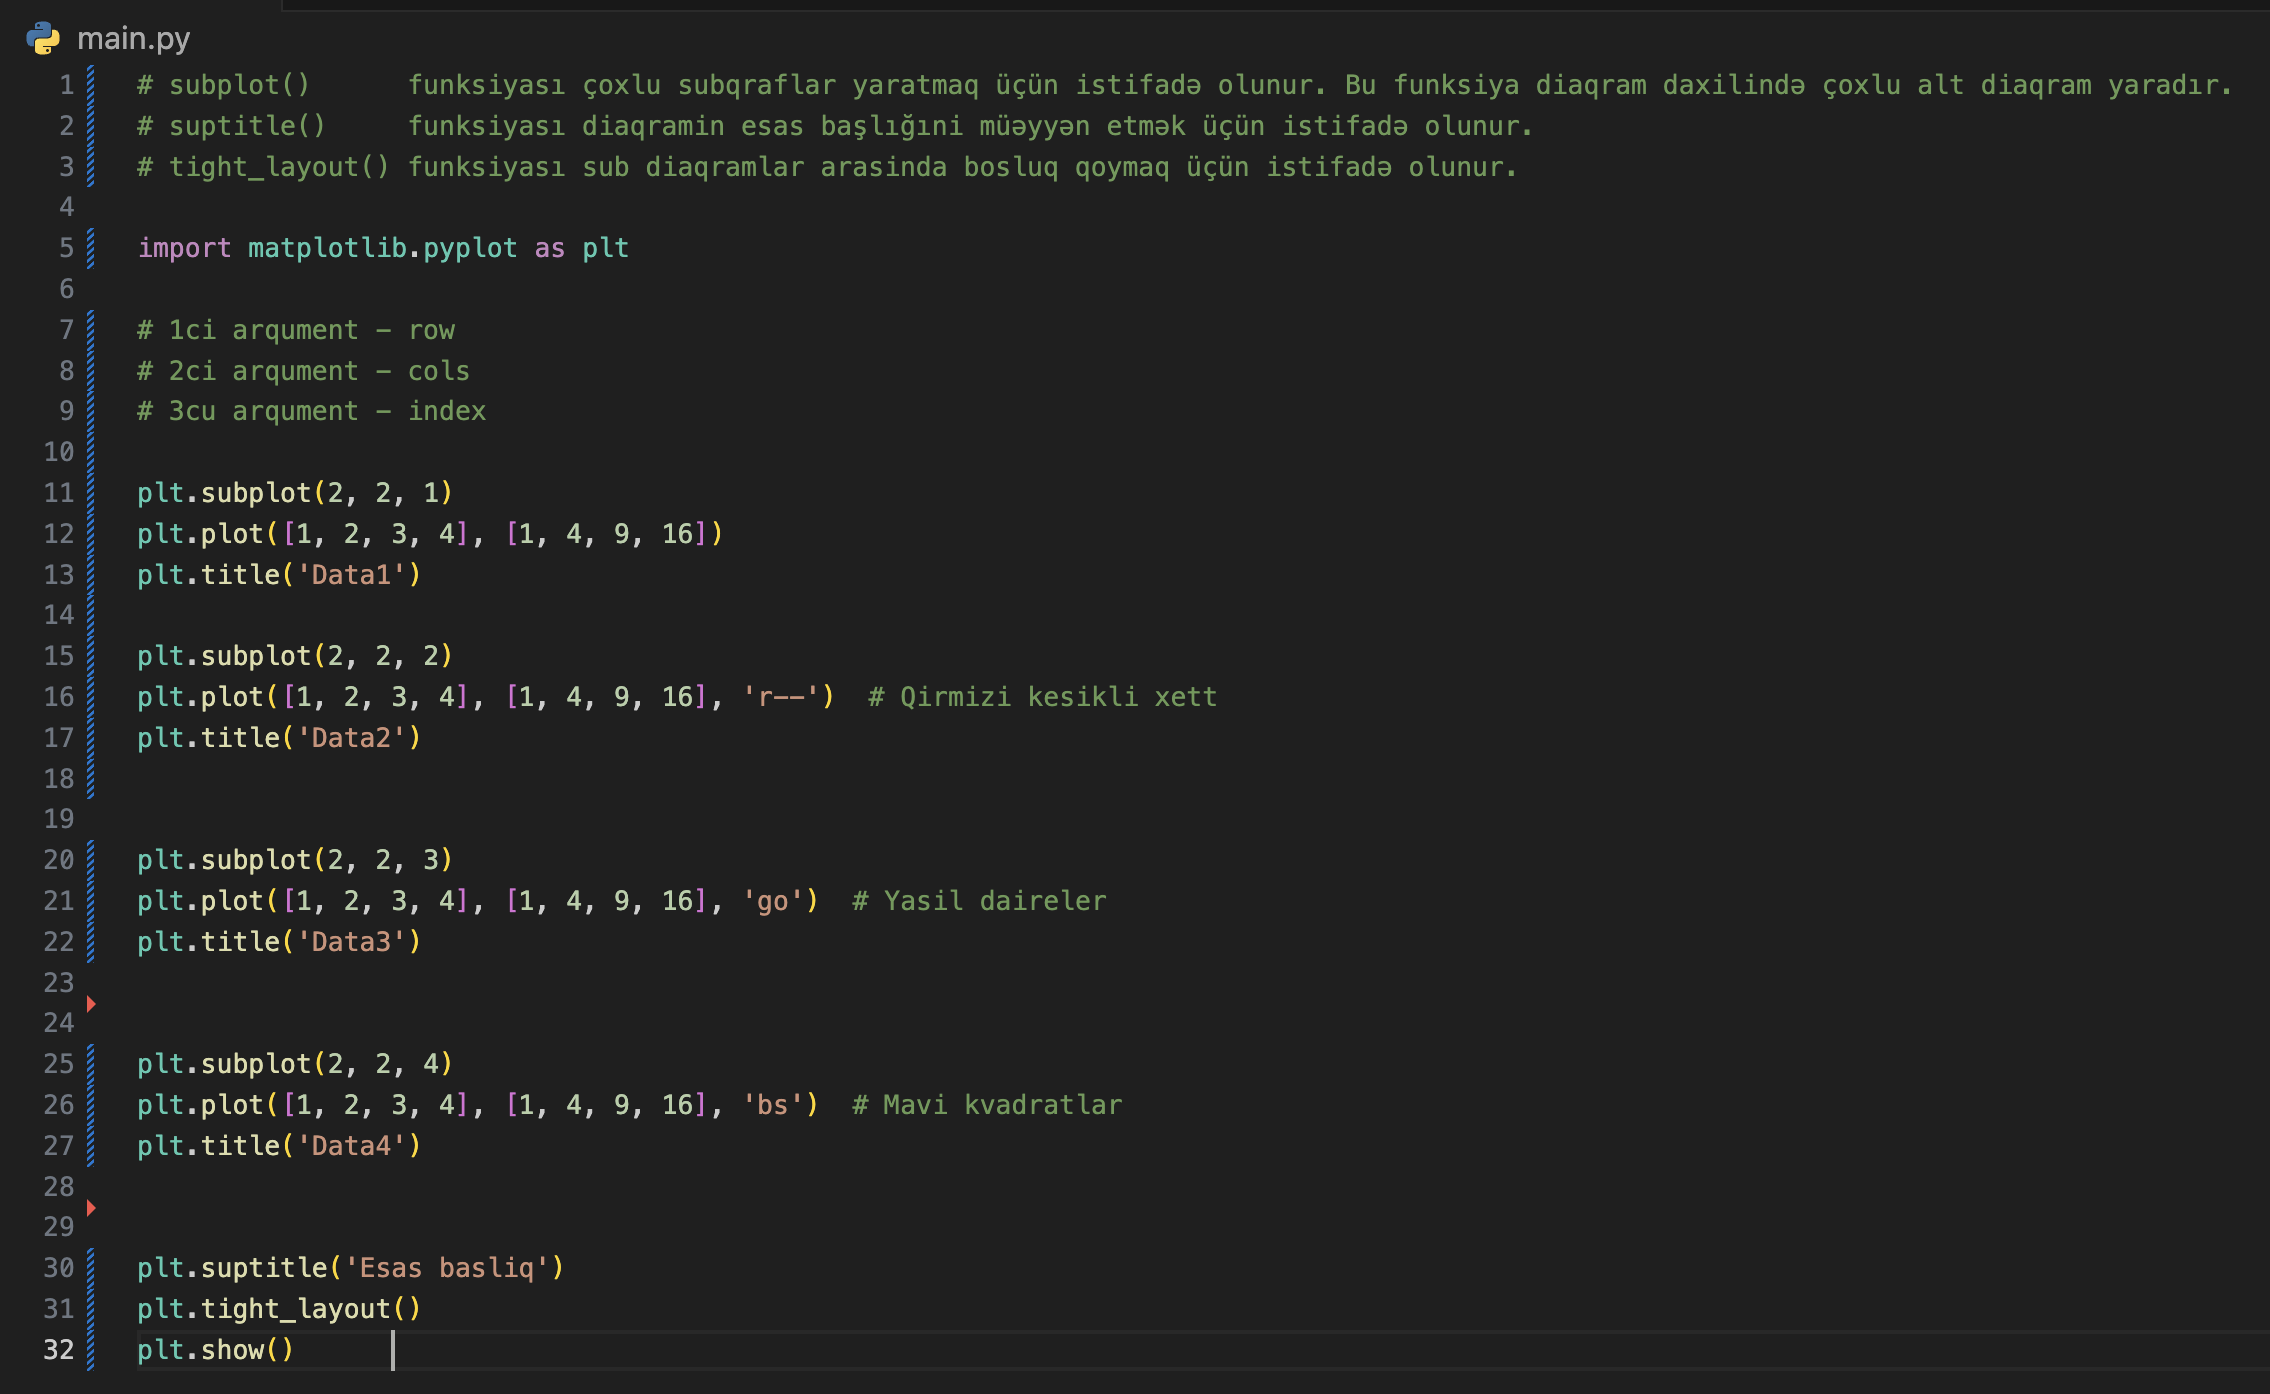 main.py
1 # subplot()      funksiyası çoxlu subqraflar yaratmaq üçün istifadə olunur. Bu funksiya diaqram daxilində çoxlu alt diaqram yaradır.
2 # suptitle()     funksiyası diaqramin esas başlığıni müəyyən etmək üçün istifadə olunur.
3 # tight_layout() funksiyası sub diaqramlar arasinda bosluq qoymaq üçün istifadə olunur.
4
5 import matplotlib.pyplot as plt
6
7 # 1ci arqument - row
8 # 2ci arqument - cols
9 # 3cu arqument - index
10
11 plt.subplot(2, 2, 1)
12 plt.plot([1, 2, 3, 4], [1, 4, 9, 16])
13 plt.title('Data1')
14
15 plt.subplot(2, 2, 2)
16 plt.plot([1, 2, 3, 4], [1, 4, 9, 16], 'r--')  # Qirmizi kesikli xett
17 plt.title('Data2')
18
19
20 plt.subplot(2, 2, 3)
21 plt.plot([1, 2, 3, 4], [1, 4, 9, 16], 'go')  # Yasil daireler
22 plt.title('Data3')
23
24
25 plt.subplot(2, 2, 4)
26 plt.plot([1, 2, 3, 4], [1, 4, 9, 16], 'bs')  # Mavi kvadratlar
27 plt.title('Data4')
28
29
30 plt.suptitle('Esas basliq')
31 plt.tight_layout()
32 plt.show()